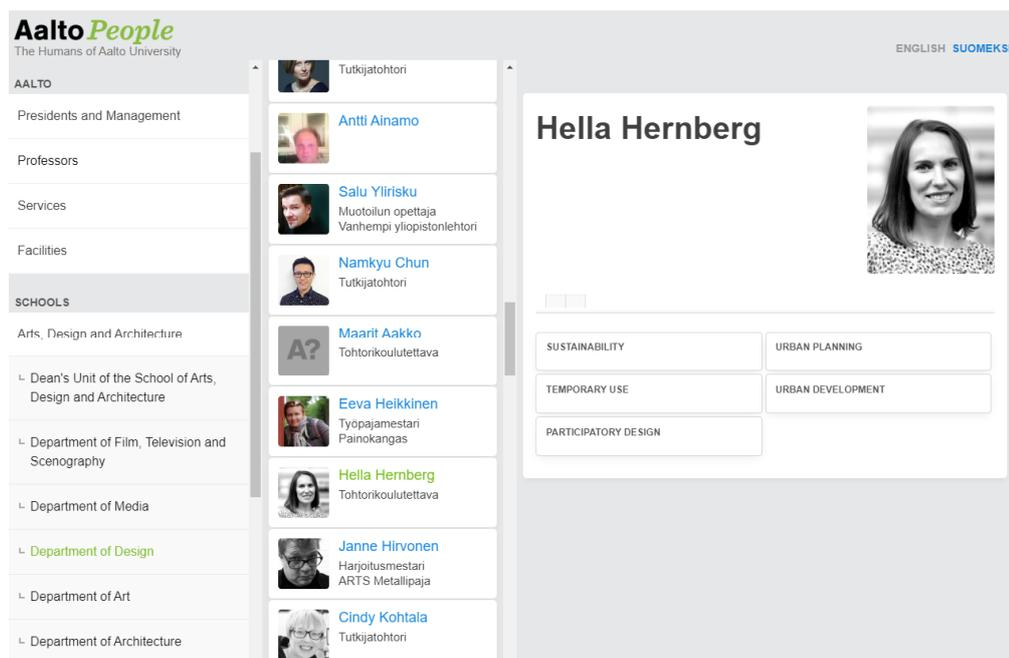 Aalto People
The Humans of Aalto University
ENGLISH SUOMEKS
AALTO
Presidents and Management
Professors
Services
Facilities
SCHOOLS
Arts, Design and Architecture
Dean's Unit of the School of Arts,
Design and Architecture
Department of Film, Television and
Scenography
Department of Media
Department of Design
Department of Art
Department of Architecture
Tutkijatohtori
Antti Ainamo
Salu Ylirisku
Muotoilun opettaja
Vanhempi yliopistonlehtori
Namkyu Chun
Tutkijatohtori
A?
Maarit Aakko
Tohtorikoulutettava
Eeva Heikkinen
Työpajamestari
Painokangas
Hella Hernberg
Tohtorikoulutettava
Janne Hirvonen
Harjoitusmestari
ARTS Metallipaja
Cindy Kohtala
Tutkijatohtori
Hella Hernberg
SUSTAINABILITY
URBAN PLANNING
TEMPORARY USE
URBAN DEVELOPMENT
PARTICIPATORY DESIGN